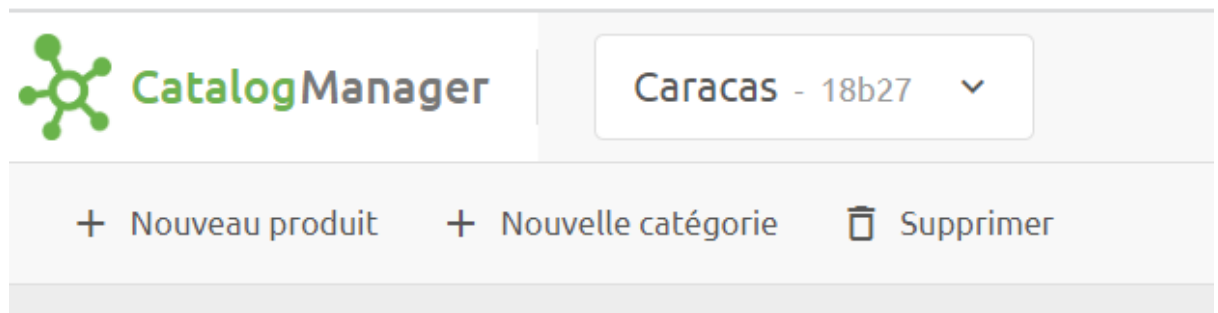 CatalogManager Caracas - 18b27
+ Nouveau produit + Nouvelle catégorie Supprimer